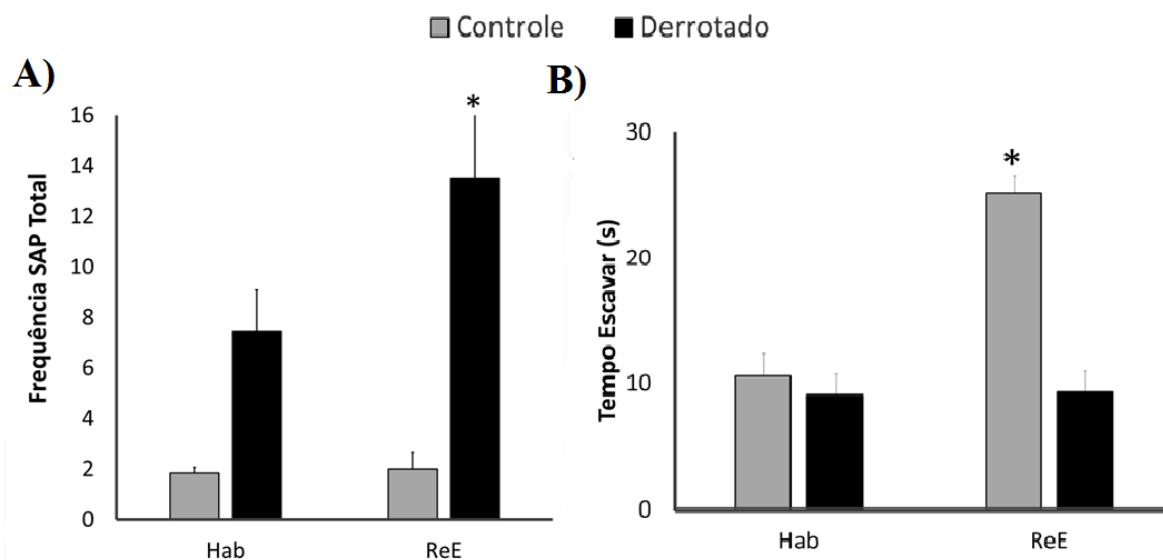 Controle Derrotado
A)
Frequência SAP Total
16
14
12
10
8
6
4
2
0
*
Hab ReE
B)
Tempo Escavar (s)
30
20
10
0
*
Hab ReE